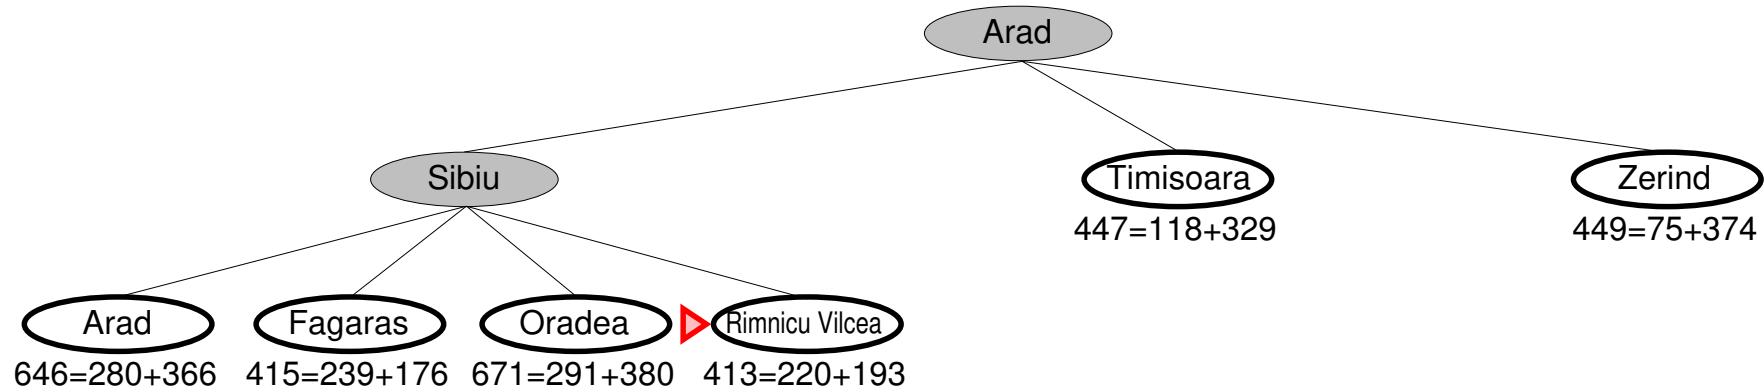 Arad
Sibiu
Timisoara
Zerind
447=118+329
449=75+374
Arad
Fagaras
Oradea
Rimnicu Vilcea
646=280+366
415=239+176
671=291+380
413=220+193